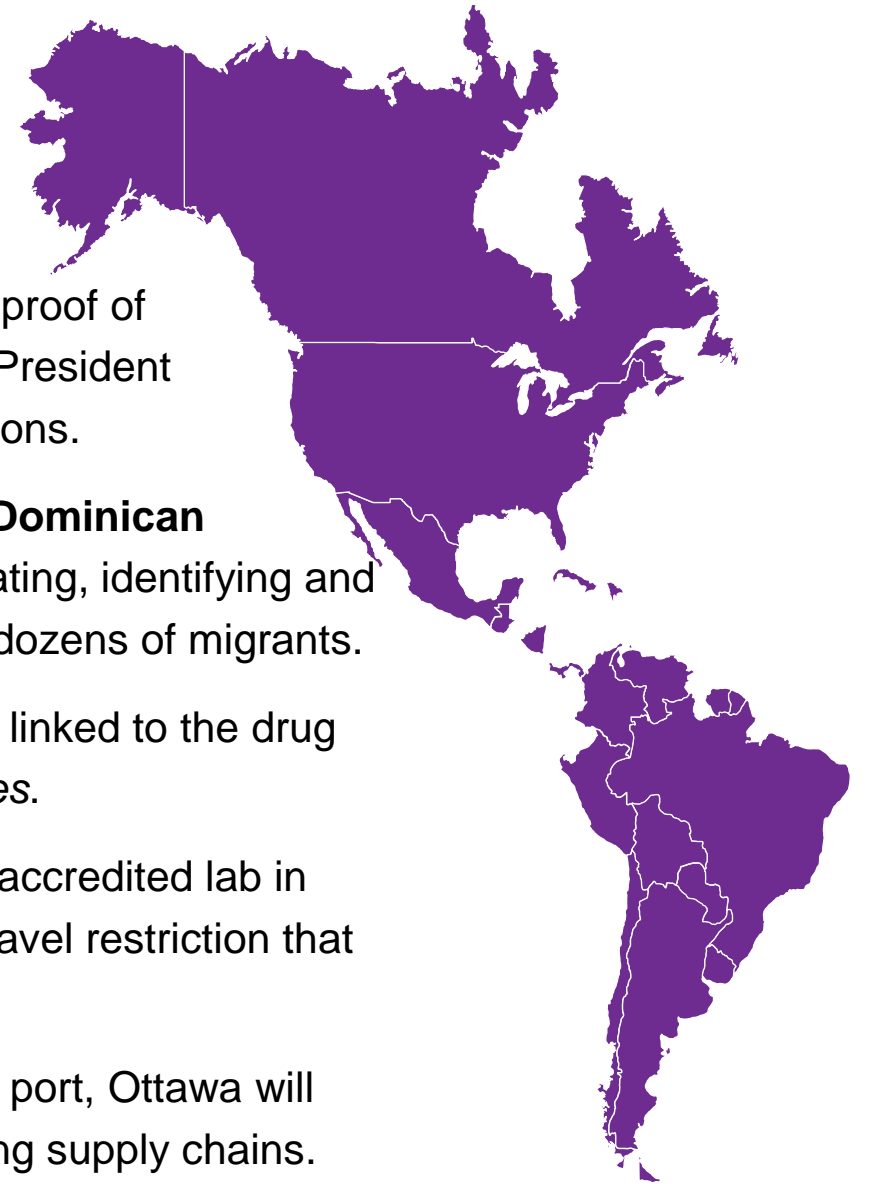 proof of
President
ons.
Dominican
ating, identifying and
dozens of migrants.
linked to the drug
es.
accredited lab in
avel restriction that
port, Ottawa will
ng supply chains.